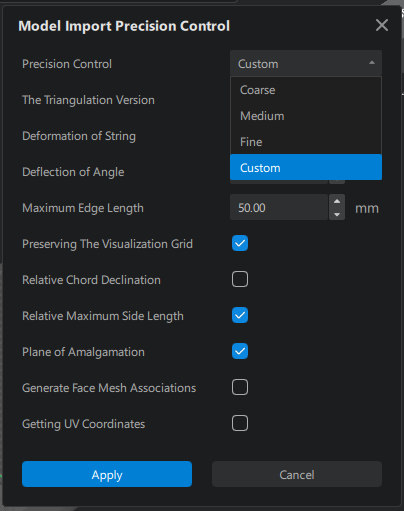 Model Import Precision Control
Precision Control
Custom
Coarse
The Triangulation Version
Medium
Deformation of String
Fine
Deflection of Angle
Custom
Maximum Edge Length
50.00
mm
Preserving The Visualization Grid
Relative Chord Declination
Relative Maximum Side Length
Plane of Amalgamation
Generate Face Mesh Associations
Getting UV Coordinates
Apply
Cancel